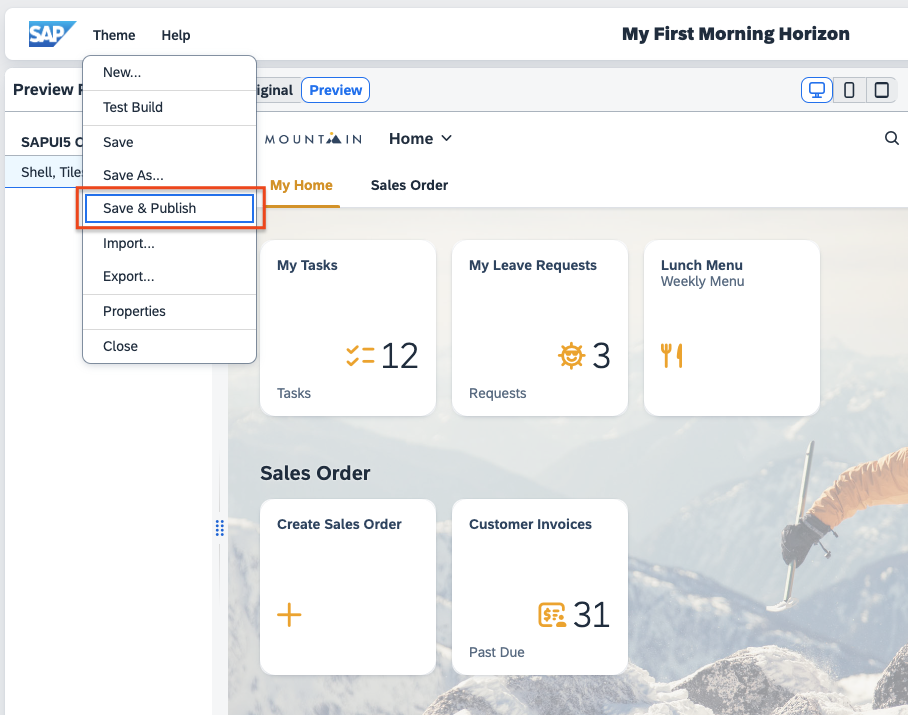 SAP Theme Help My First Morning Horizon
Preview
New...
Test Build
Save
Save As...
Save & Publish
Import...
Export...
Properties
Close
Preview
SAPUI5
Shell,
MOUNTAIN Home
My Home Sales Order
My Tasks
12
Tasks
My Leave Requests
3
Requests
Lunch Menu
Weekly Menu
Sales Order
Create Sales Order
Customer Invoices
31
Past Due